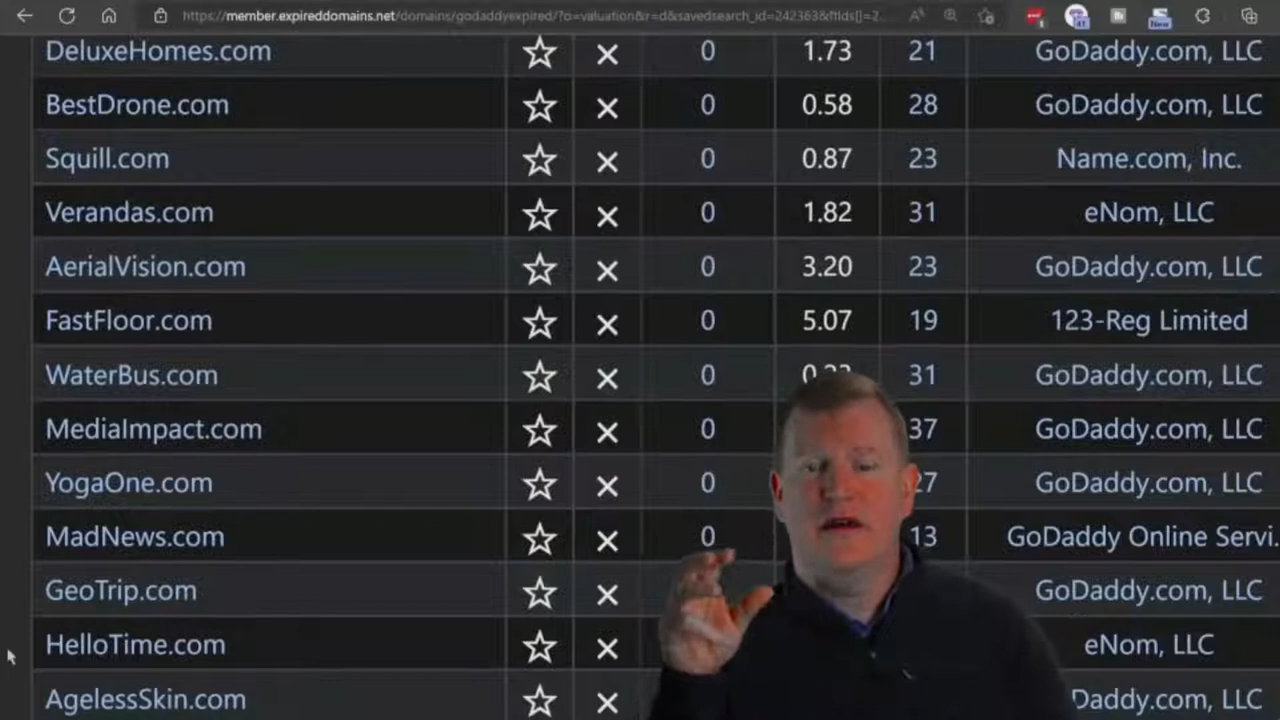 https://member.expireddomains.net/domains/godaddyexpired/?o=valuation&r=d&savedsearch_id=242363&ftlds[]=2...
New
DeluxeHomes.com 0 1.73 21 GoDaddy.com, LLC
BestDrone.com 0 0.58 28 GoDaddy.com, LLC
Squill.com 0 0.87 23 Name.com, Inc.
Verandas.com 0 1.82 31 eNom, LLC
AerialVision.com 0 3.20 23 GoDaddy.com, LLC
FastFloor.com 0 5.07 19 123-Reg Limited
WaterBus.com 0 31 GoDaddy.com, LLC
MediaImpact.com 0 37 GoDaddy.com, LLC
YogaOne.com 0 27 GoDaddy.com, LLC
MadNews.com 0 13 GoDaddy Online Servi.
GeoTrip.com GoDaddy.com, LLC
HelloTime.com eNom, LLC
AgelessSkin.com Daddy.com, LLC